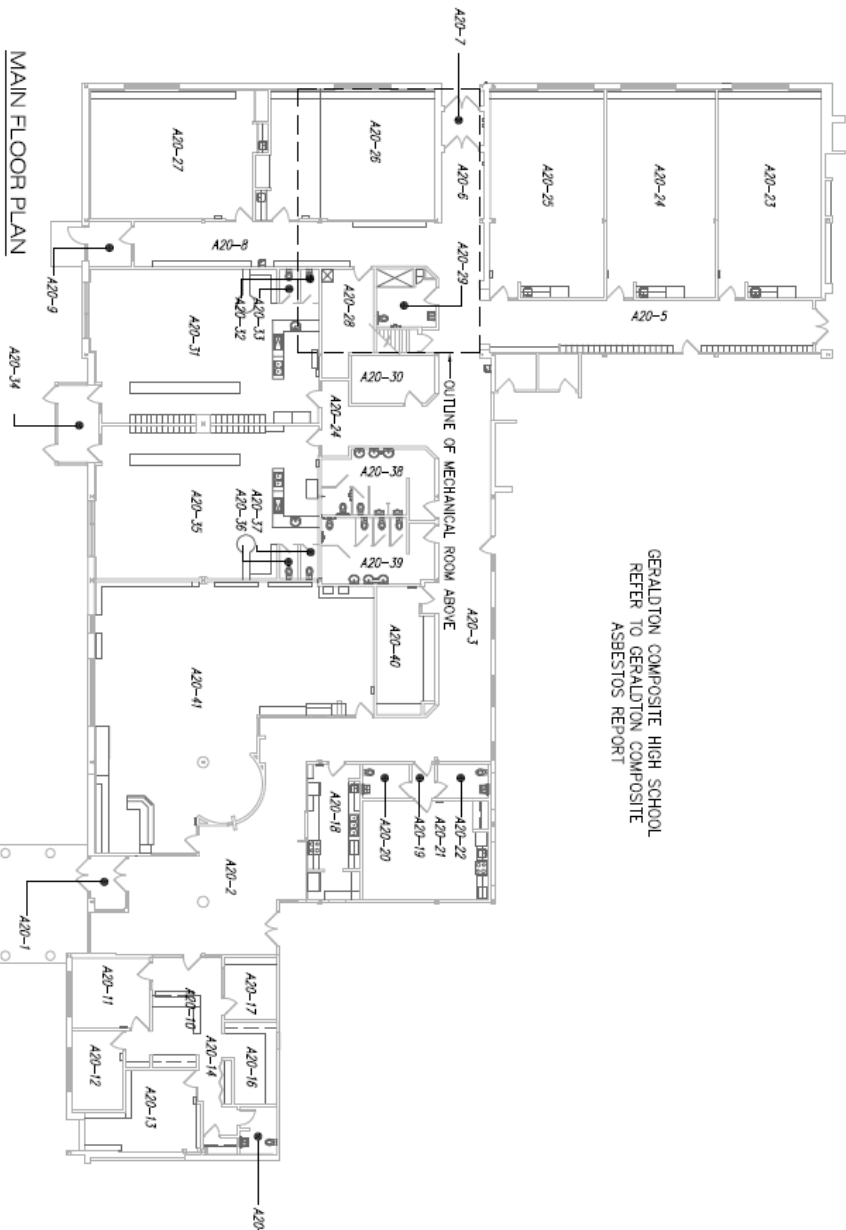 MAIN FLOOR PLAN
GERALDTON COMPOSITE HIGH SCHOOL
REFER TO GERALDTON COMPOSITE
ASBESTOS REPORT
OUTLINE OF MECHANICAL ROOM ABOVE
A20-7
A20-27
A20-26
A20-6
A20-25
A20-24
A20-23
A20-9
A20-8
A20-29
A20-5
A20-28
A20-33
A20-32
A20-31
A20-34
A20-30
A20-24
A20-38
A20-35
A20-37
A20-36
A20-39
A20-3
A20-40
A20-41
A20-18
A20-20
A20-19
A20-21
A20-22
A20-2
A20-1
A20-11
A20-10
A20-17
A20-12
A20-14
A20-16
A20-13
A20-